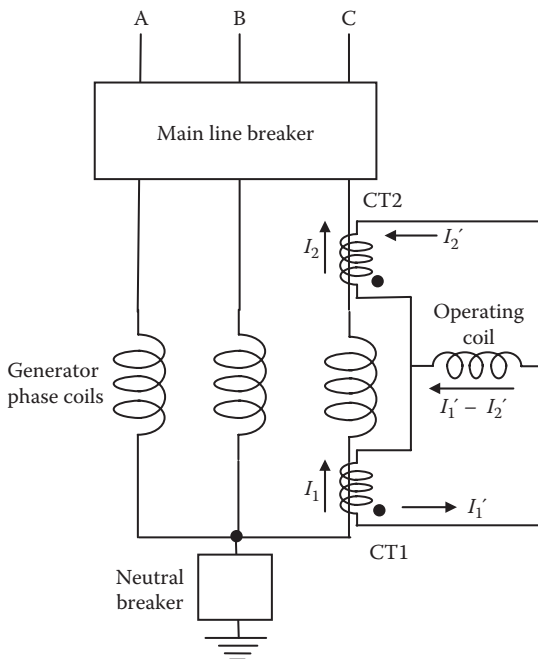 A B C
Main line breaker
CT2
I₂
I₂′
Operating
coil
Generator
phase coils
I₁′ – I₂′
I₁
I₁′
CT1
Neutral
breaker